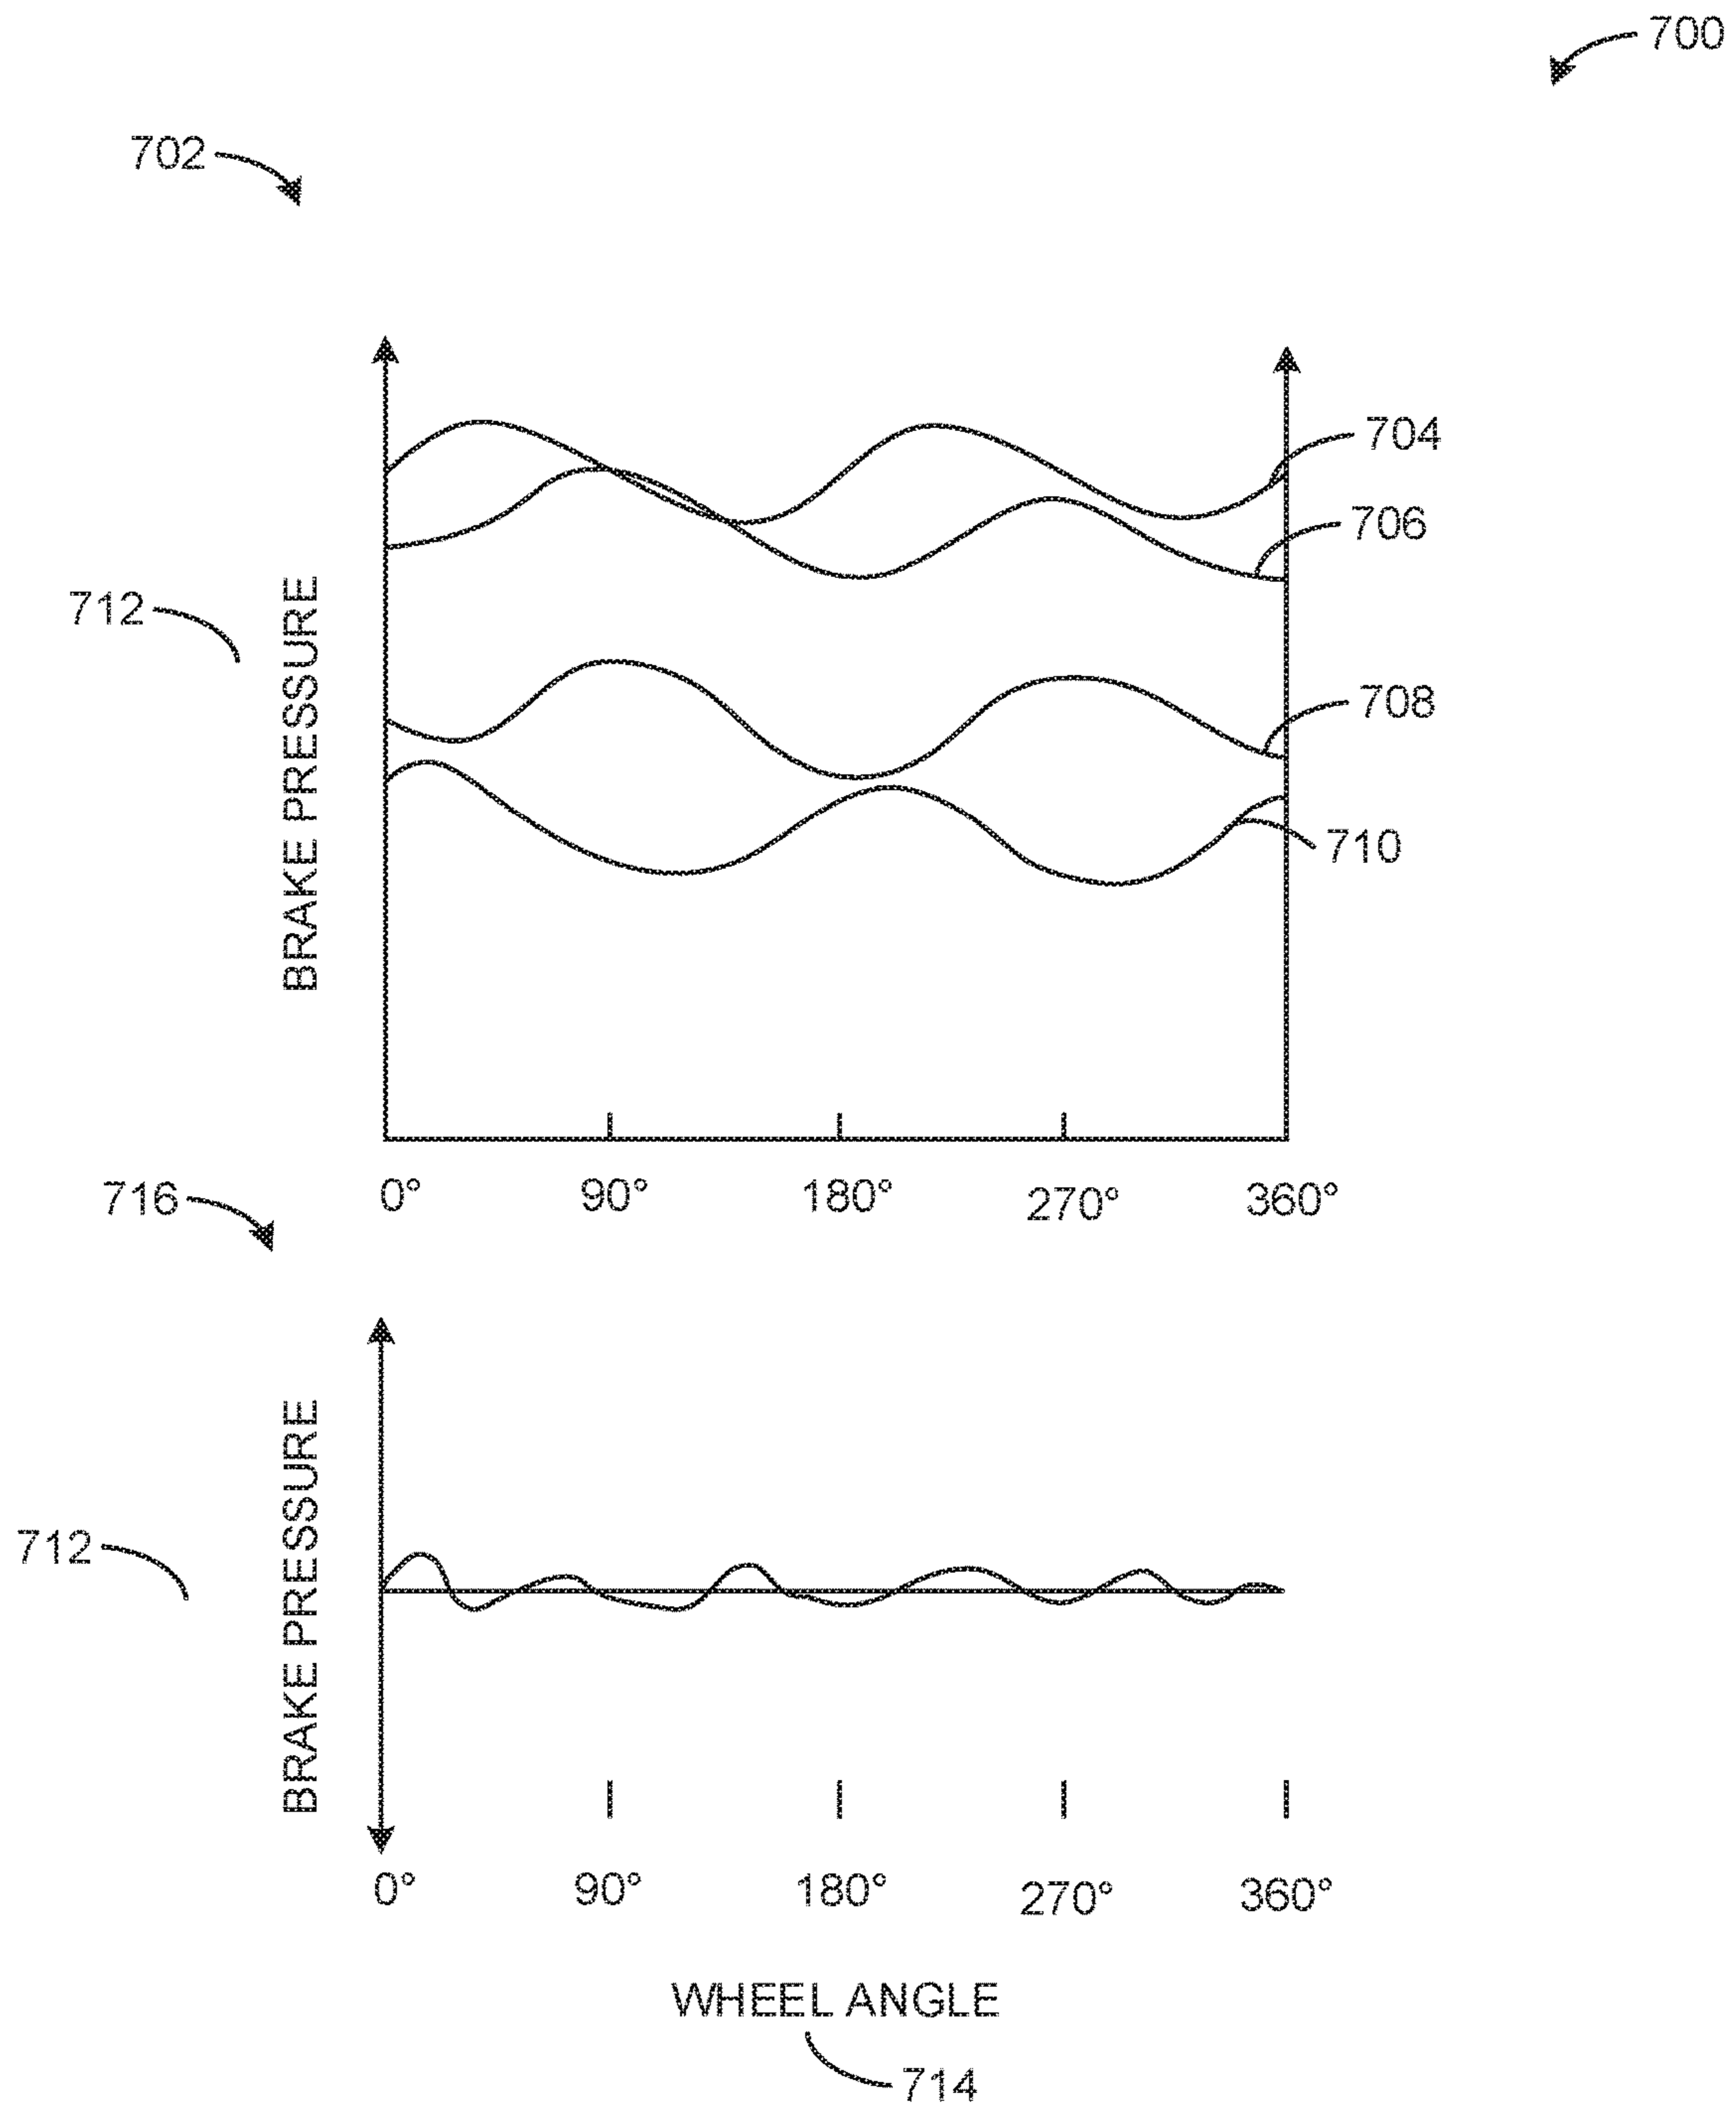 700
702
704
706
712
BRAKE PRESSURE
708
710
0° 90° 180° 270° 360°
716
BRAKE PRESSURE
712
0° 90° 180° 270° 360°
WHEEL ANGLE
714